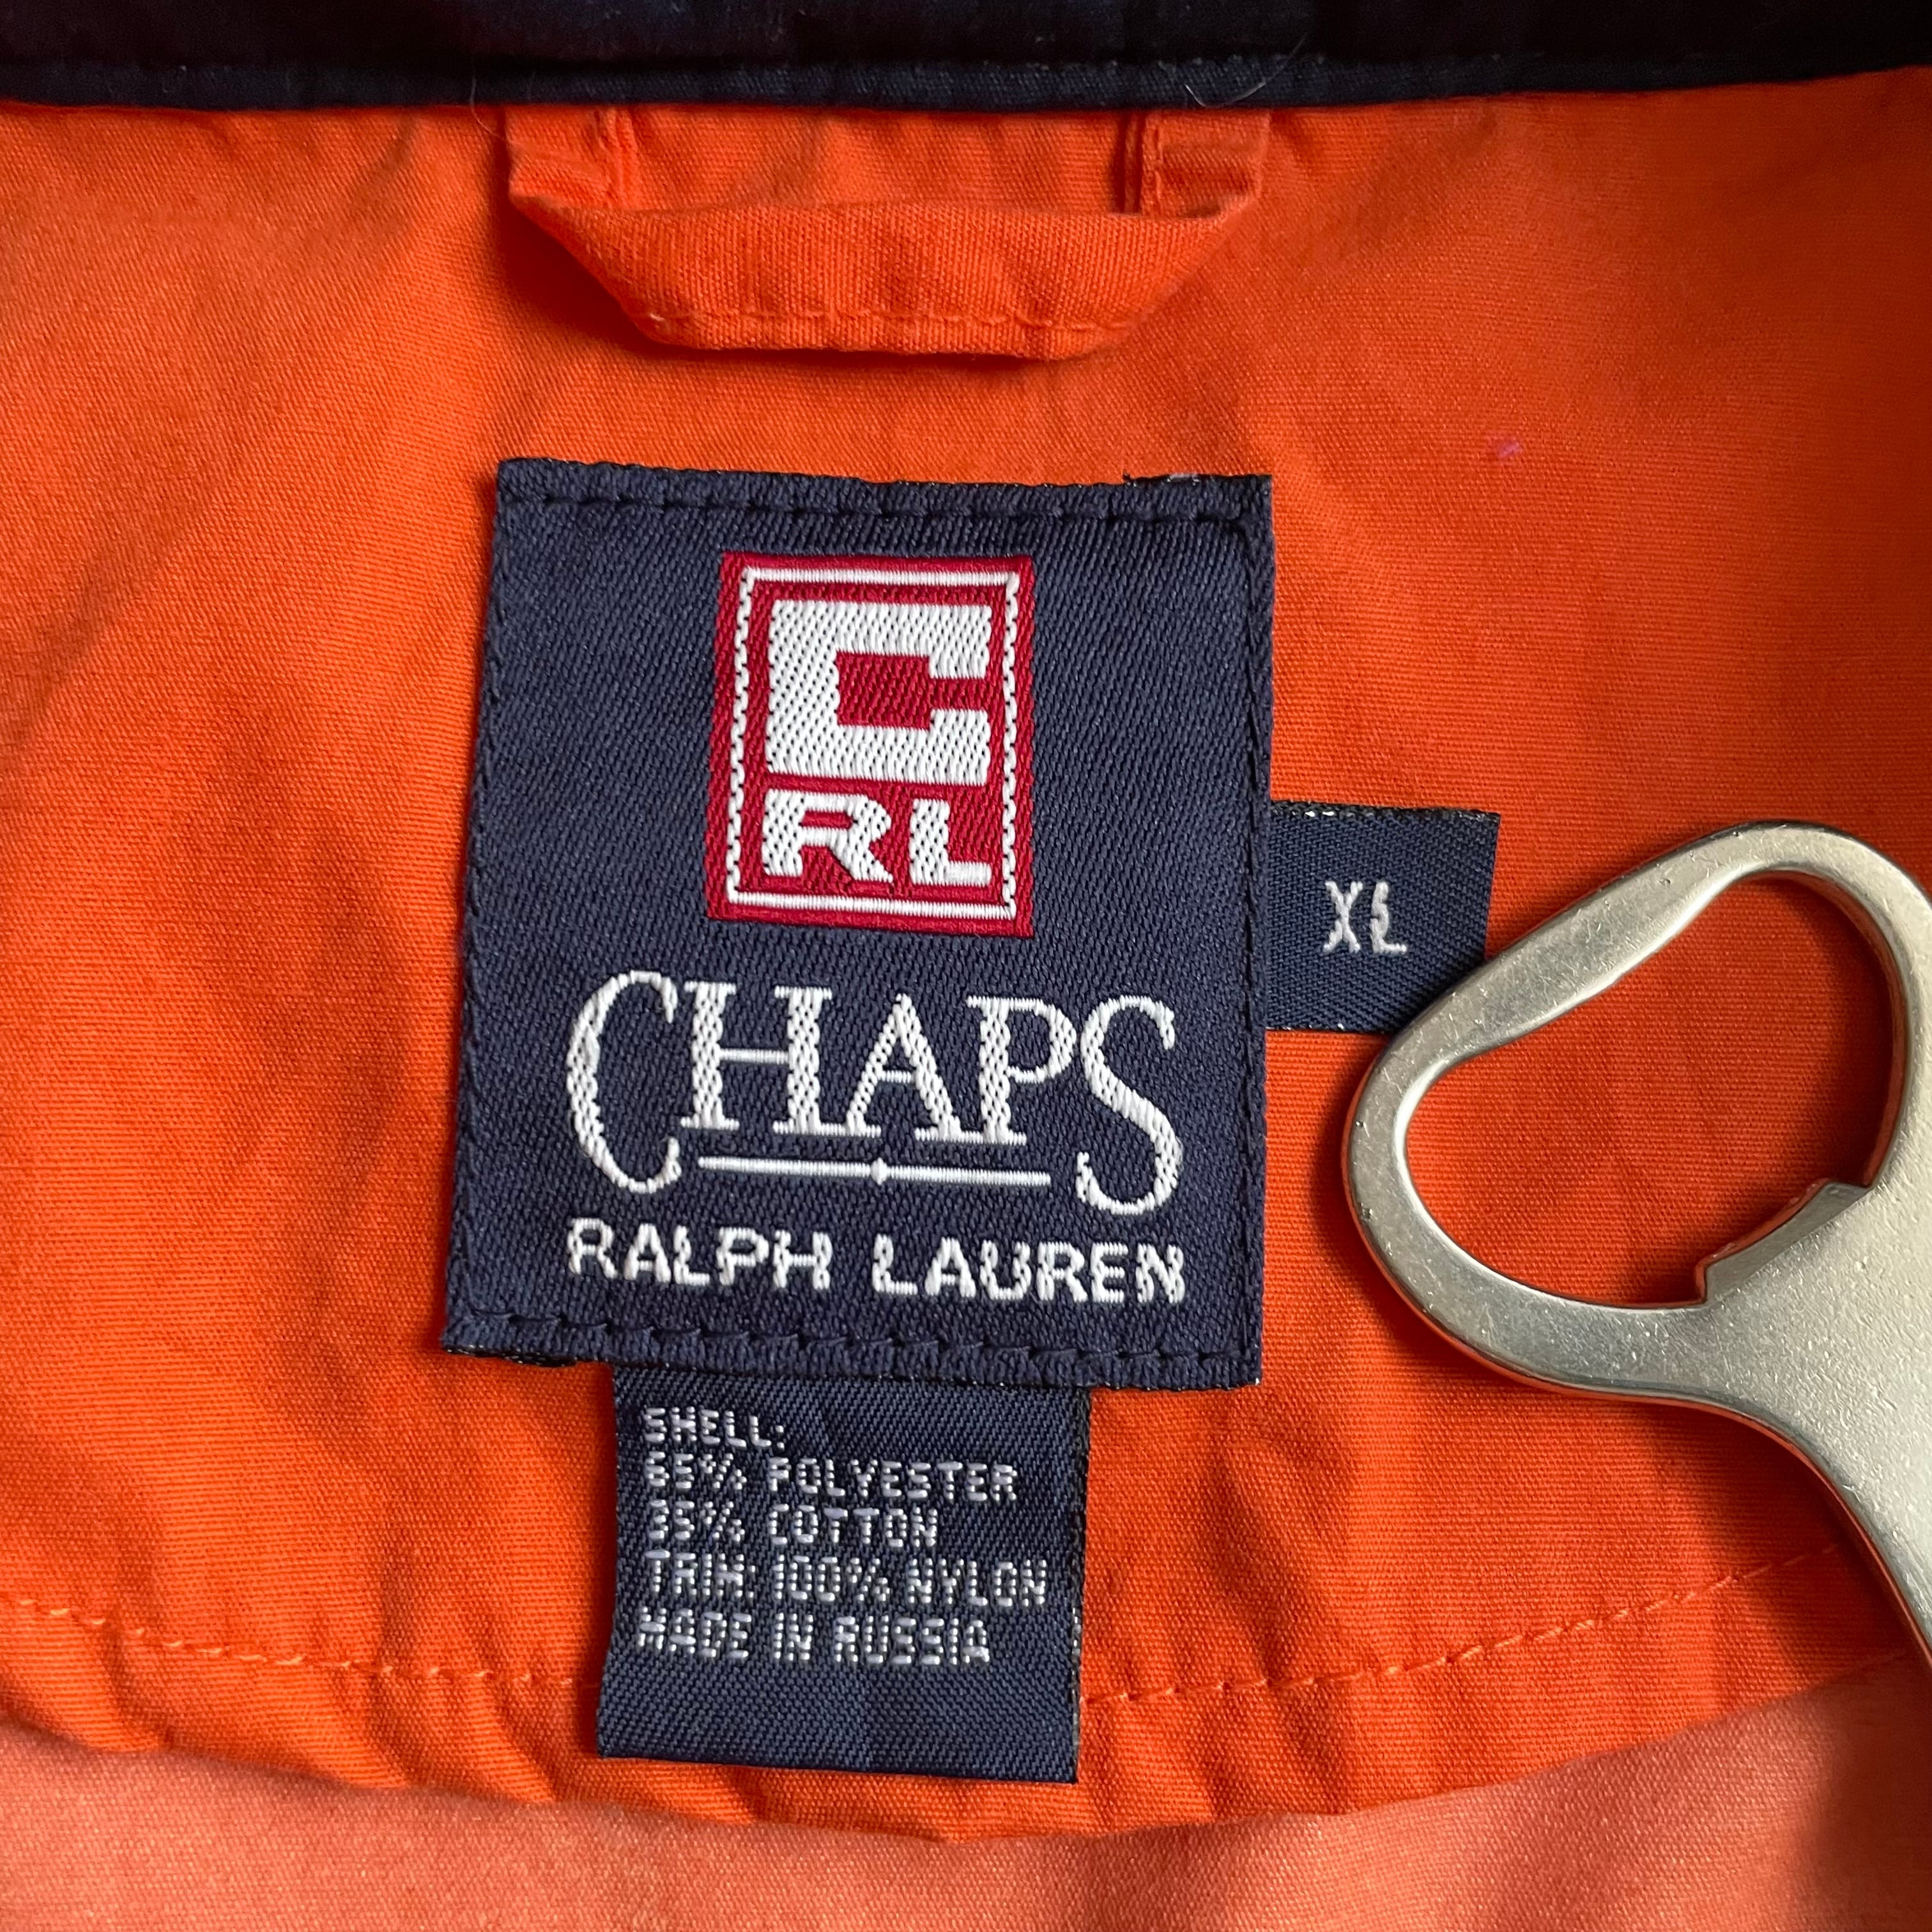 C
RL
CHAPS
RALPH LAUREN
XL
SHELL:
65% POLYESTER
35% COTTON
TRIM: 100% NYLON
MADE IN RUSSIA